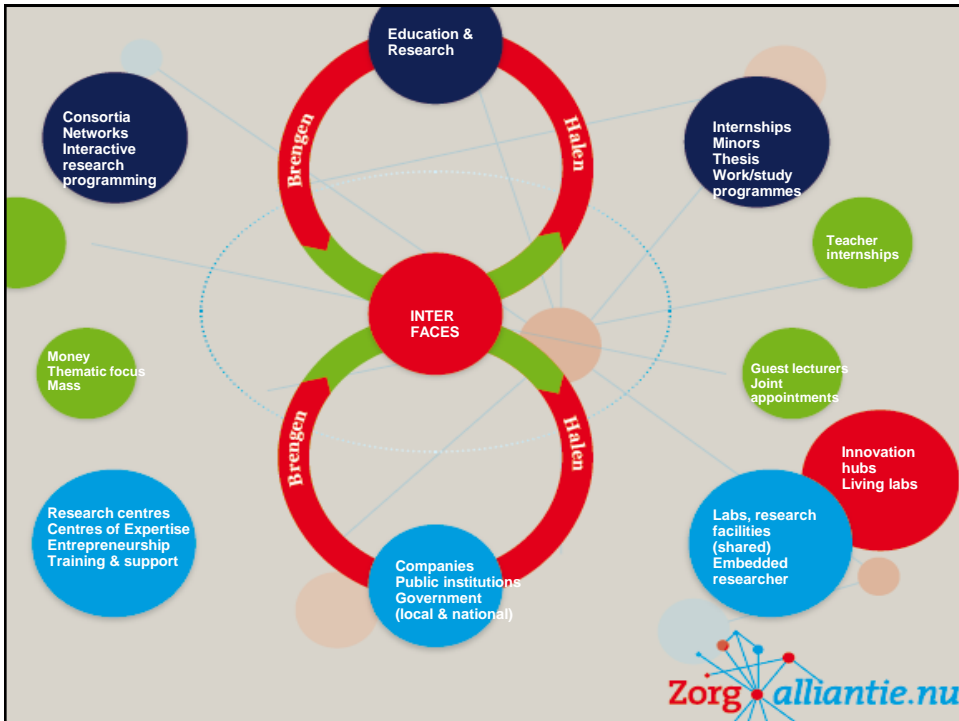 Education &
Research
Consortia
Networks
Interactive
research
programming
Brengen
Halen
Internships
Minors
Thesis
Work/study
programmes
Teacher
internships
INTER
FACES
Money
Thematic focus
Mass
Guest lecturers
Joint
appointments
Brengen
Halen
Innovation
hubs
Living labs
Research centres
Centres of Expertise
Entrepreneurship
Training & support
Companies
Public institutions
Government
(local & national)
Labs, research
facilities
(shared)
Embedded
researcher
Zorg alliantie.nu